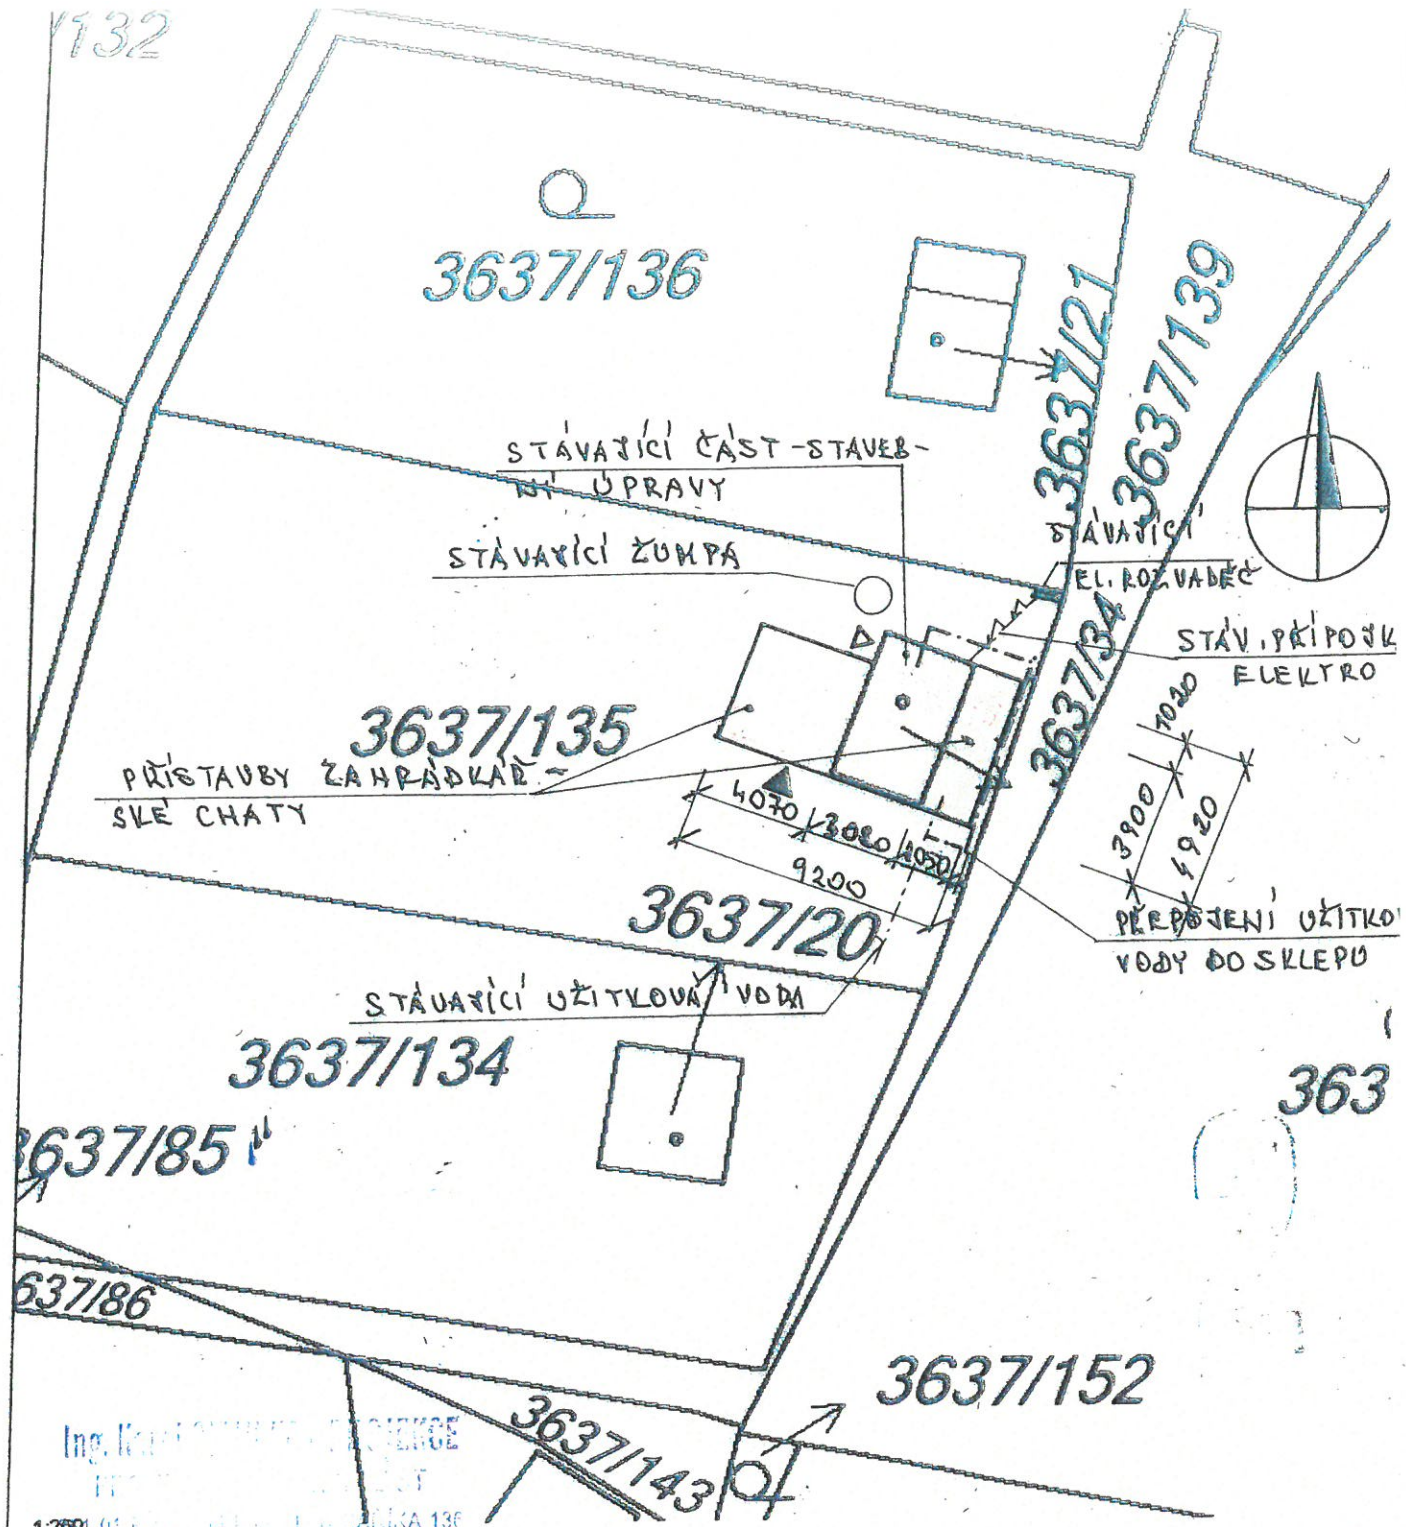 /132
3637/136
3637/21
3637/139
STÁVAJÍCÍ ČÁST - STAVEB-
NÍ ÚPRAVY
STÁVAJÍCÍ ŽUMPA
STÁVAJÍCÍ
EL. ROZVADĚČ
STÁV. PŘÍPOJK
ELEKTRO
3637/34
3637/135
PŘÍSTAVBY ZAHRÁDKÁŘ-
SKÉ CHATY
4070
3080
2050
9200
1020
3900
4920
3637/20
PŘEPOJENÍ UŽITKO
VODY DO SKLEPU
STÁVAJÍCÍ UŽITKOVÁ VODA
3637/134
363
3637/85
637/86
3637/152
3637/143
Ing.
136